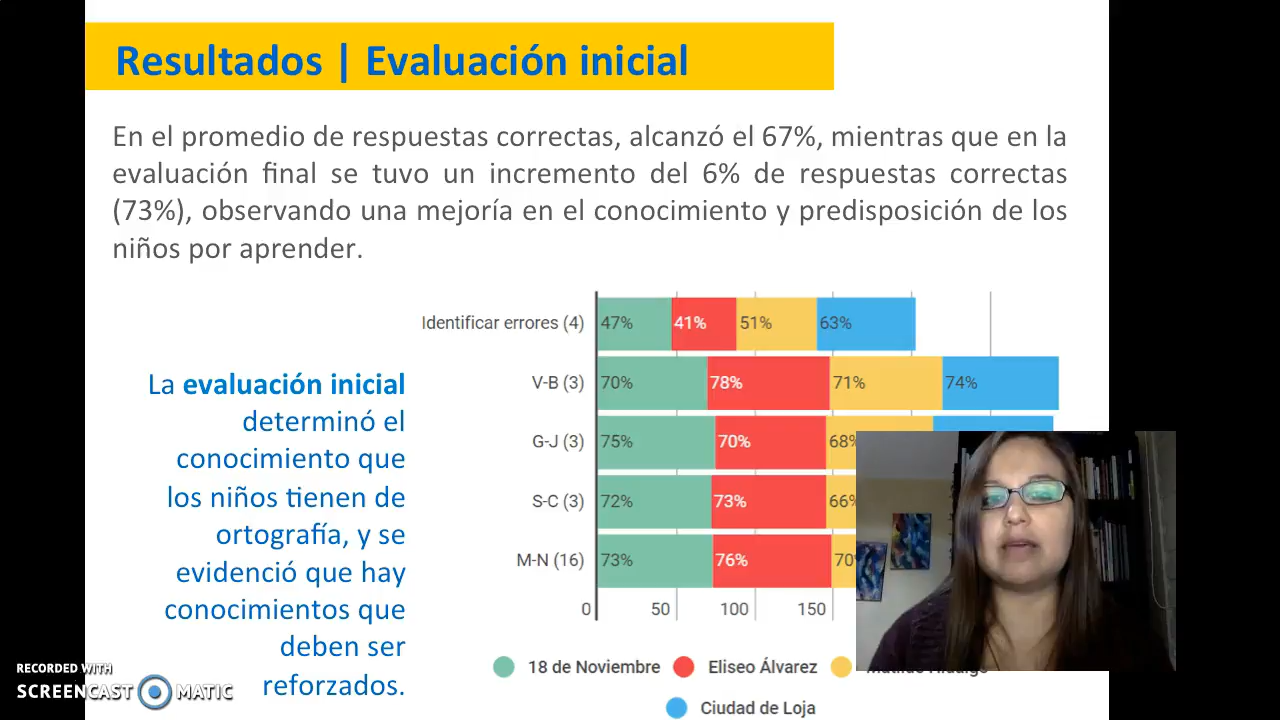 Resultados | Evaluación inicial
En el promedio de respuestas correctas, alcanzó el 67%, mientras que en la
evaluación final se tuvo un incremento del 6% de respuestas correctas
(73%), observando una mejoría en el conocimiento y predisposición de los
niños por aprender.
La evaluación inicial
determinó el
conocimiento que
los niños tienen de
ortografía, y se
evidenció que hay
conocimientos que
deben ser
reforzados.
Identificar errores (4) 47% 41% 51% 63%
V-B (3) 70% 78% 71% 74%
G-J (3) 75% 70% 68%
S-C (3) 72% 73% 66%
M-N (16) 73% 76% 70
0 50 100 150
18 de Noviembre Eliseo Álvarez
Ciudad de Loja
RECORDED WITH
SCREENCAST MATIC